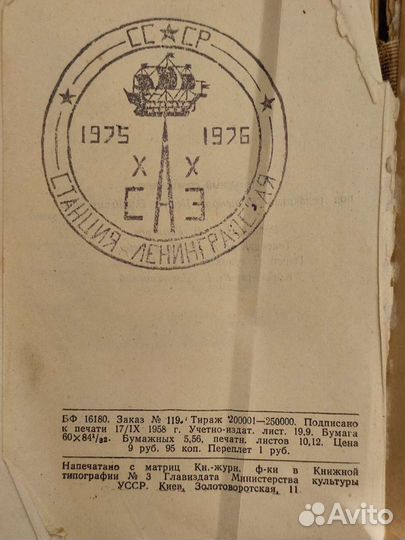 СС★СР
1975 1976
Х Х
САЭ
СТАНЦИЯ ЛЕНИНГРАДСКАЯ
БФ 16180. Заказ № 119. Тираж 200001—250000. Подписано
к печати 17/IX 1958 г. Учетно-издат. лист. 19,9. Бумага
60×84¹/₃₂. Бумажных 5,56, печатн. листов 10,12. Цена
9 руб. 95 коп. Переплет 1 руб.
Напечатано с матриц Кн.-журн. ф-ки в Книжной
типографии № 3 Главиздата Министерства культуры
УССР. Киев, Золотоворотская, 11
Avito